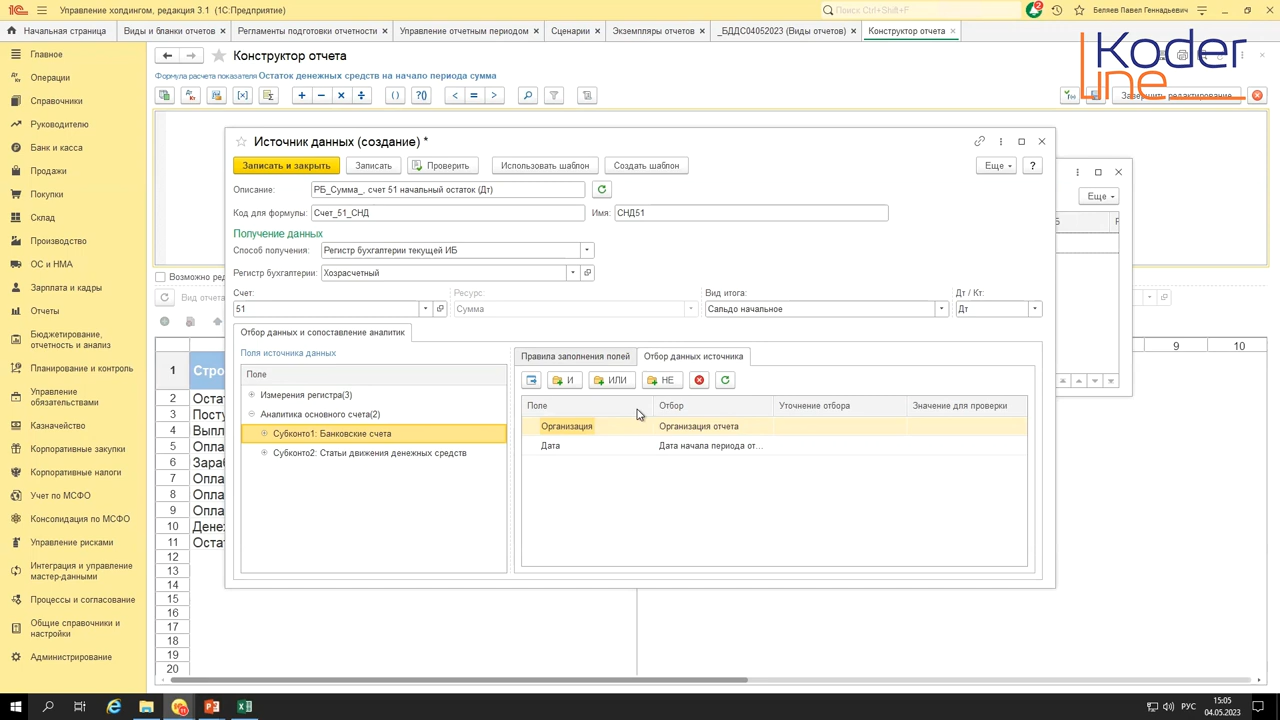 Управление холдингом, редакция 3.1 (1С:Предприятие)
Поиск Ctrl+Shift+F
Беляев Павел Геннадьевич
Начальная страница
Виды и бланки отчетов
Регламенты подготовки отчетности
Управление отчетным периодом
Сценарии
Экземпляры отчетов
_БДДС04052023 (Виды отчетов)
Конструктор отчета
Koder
line
Главное
Операции
Справочники
Руководителю
Банк и касса
Продажи
Покупки
Склад
Производство
ОС и НМА
Зарплата и кадры
Отчеты
Бюджетирование, отчетность и анализ
Планирование и контроль
Управление обязательствами
Казначейство
Корпоративные закупки
Корпоративные налоги
Учет по МСФО
Консолидация по МСФО
Управление рисками
Интеграция и управление мастер-данными
Процессы и согласование
Общие справочники и настройки
Администрирование
Конструктор отчета
Формула расчета показателя Остаток денежных средств на начало периода сумма
Завершить редактирование
Источник данных (создание) *
Записать и закрыть
Записать
Проверить
Использовать шаблон
Создать шаблон
Еще
?
Еще
Описание: РБ_Сумма_, счет 51 начальный остаток (Дт)
Код для формулы: Счет_51_СНД
Имя: СНД51
Получение данных
Способ получения: Регистр бухгалтерии текущей ИБ
Регистр бухгалтерии: Хозрасчетный
Возможно ред
Вид отчета
Счет:
Ресурс:
Вид итога:
Дт / Кт:
51
Сумма
Сальдо начальное
Дт
Отбор данных и сопоставление аналитик
Поля источника данных
Поле
Измерения регистра(3)
Аналитика основного счета(2)
Субконто1: Банковские счета
Субконто2: Статьи движения денежных средств
Правила заполнения полей
Отбор данных источника
И
ИЛИ
НЕ
Поле
Отбор
Уточнение отбора
Значение для проверки
Организация
Организация отчета
Дата
Дата начала периода от...
9
10
1
Стро
2
Остат
3
Посту
4
Выпл
5
Опла
6
Зараб
7
Опла
8
Опла
9
Опла
10
Денеж
11
Остат
12
13
14
15
16
17
18
19
20
РУС
15:05
04.05.2023